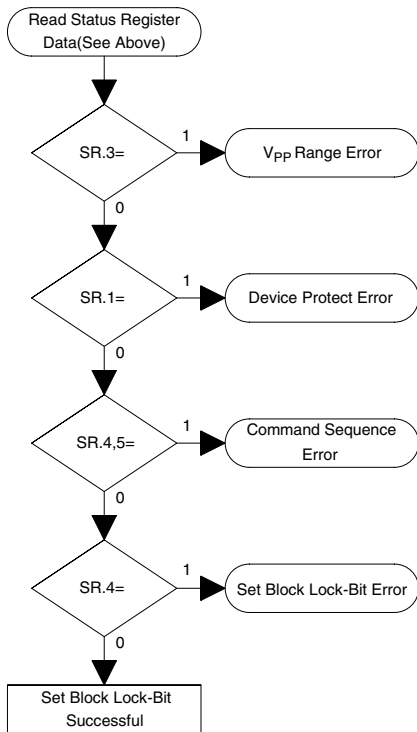 Read Status Register
Data(See Above)
SR.3=
1
VPP Range Error
0
SR.1=
1
Device Protect Error
0
SR.4,5=
1
Command Sequence
Error
0
SR.4=
1
Set Block Lock-Bit Error
0
Set Block Lock-Bit
Successful